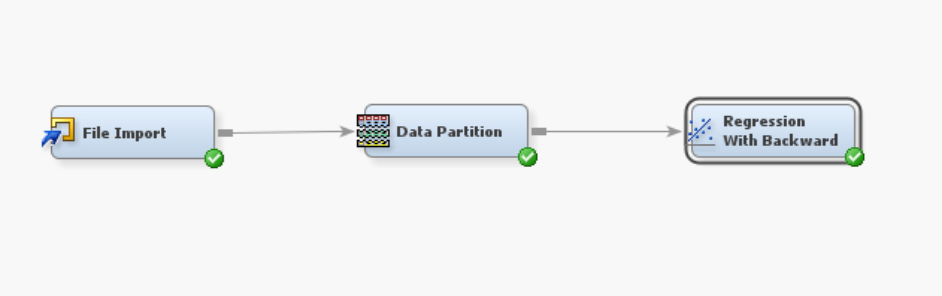 File Import
Data Partition
Regression
With Backward